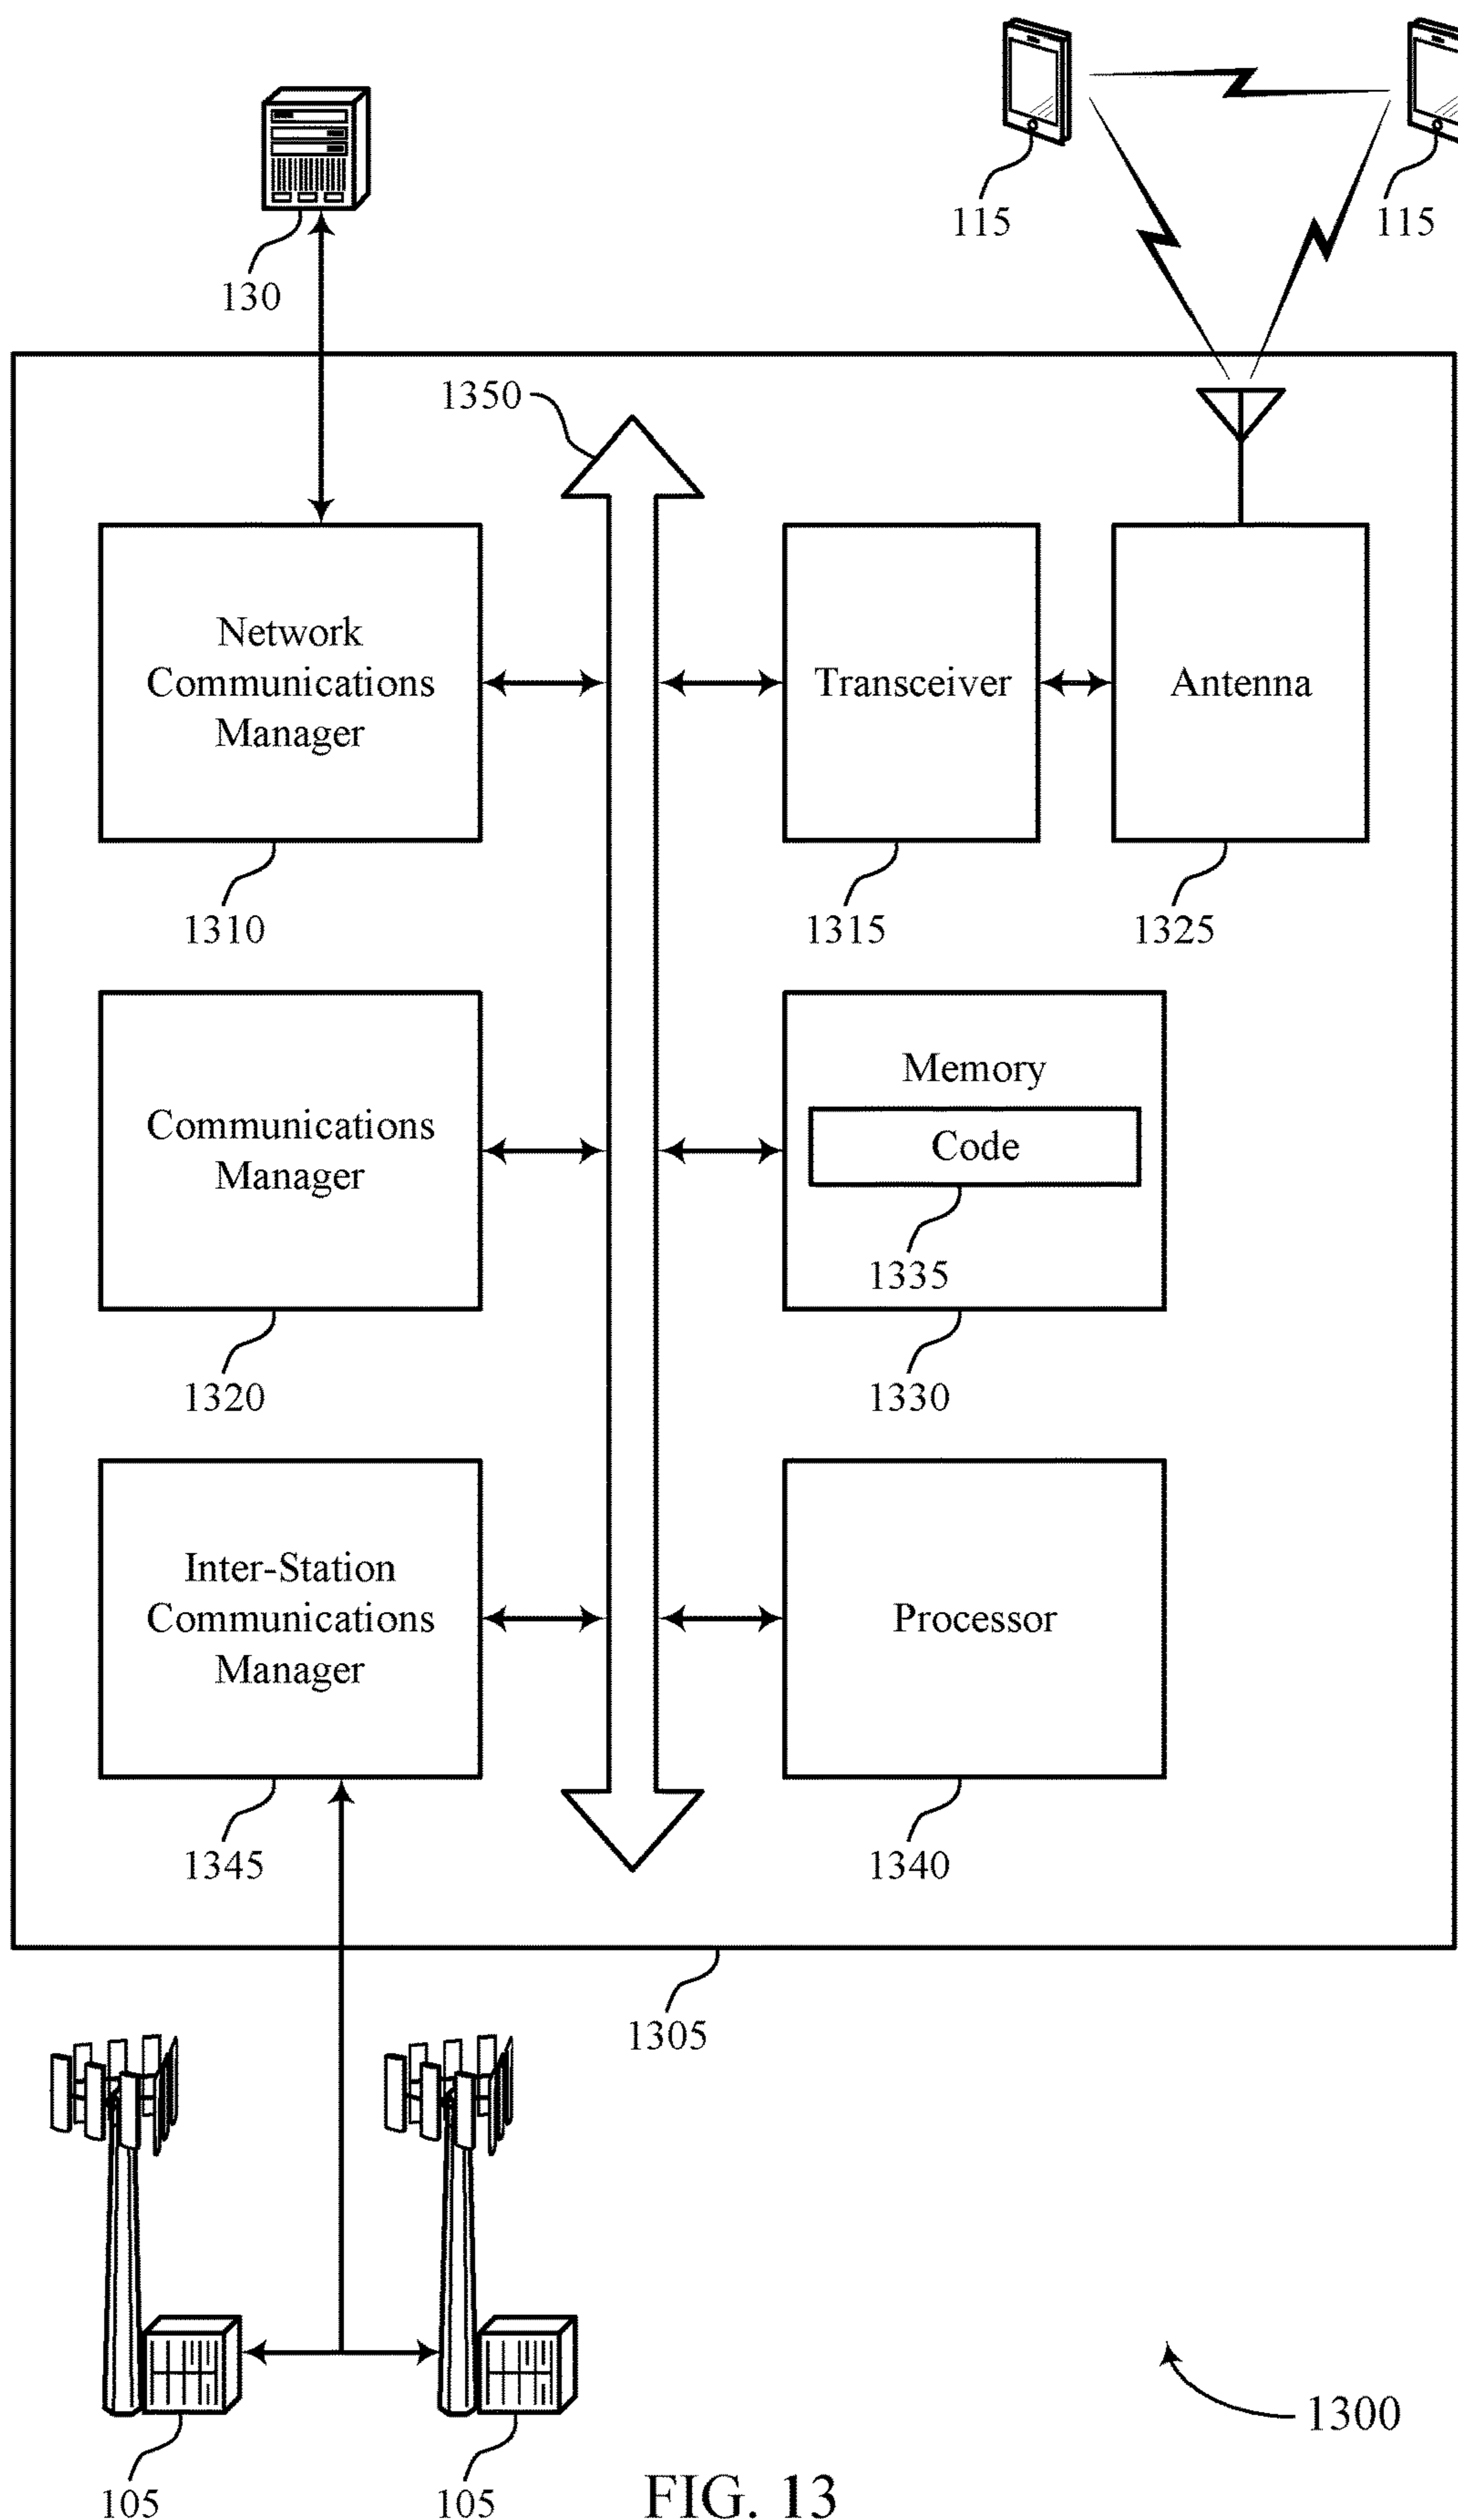 115
115
130
1350
Network
Communications
Manager
Transceiver
Antenna
1310
1315
1325
Communications
Manager
Memory
Code
1335
1320
1330
Inter-Station
Communications
Manager
Processor
1345
1340
1305
1300
105
105
FIG. 13